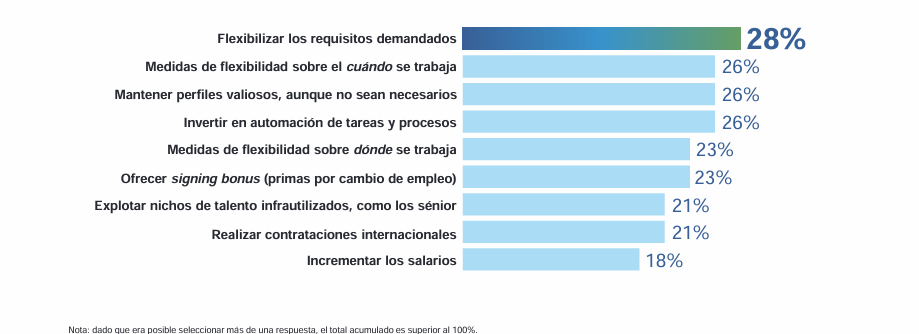 Flexibilizar los requisitos demandados 28%
Medidas de flexibilidad sobre el cuándo se trabaja 26%
Mantener perfiles valiosos, aunque no sean necesarios 26%
Invertir en automación de tareas y procesos 26%
Medidas de flexibilidad sobre dónde se trabaja 23%
Ofrecer signing bonus (primas por cambio de empleo) 23%
Explotar nichos de talento infrautilizados, como los sénior 21%
Realizar contrataciones internacionales 21%
Incrementar los salarios 18%
Nota: dado que era posible seleccionar más de una respuesta, el total acumulado es superior al 100%.